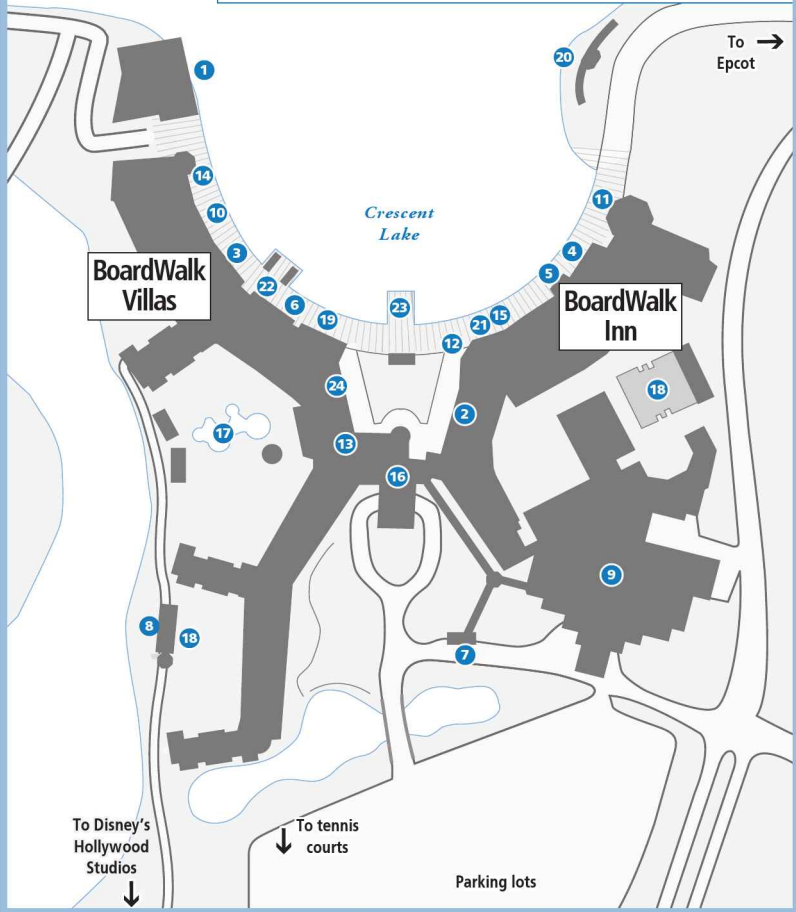 1
20
To →
Epcot
14
11
10
Crescent
Lake
3
4
BoardWalk
Villas
22
5
6
23
BoardWalk
Inn
19
21
15
12
24
18
2
17
13
16
9
8
18
7
To Disney's
Hollywood
Studios
↓
To tennis
courts
↓
Parking lots